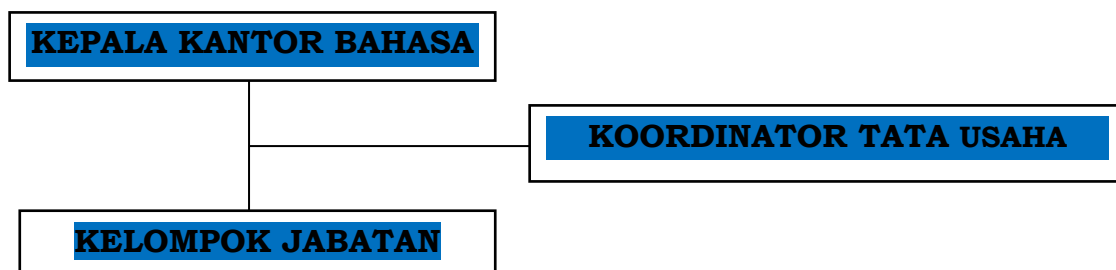 KEPALA KANTOR BAHASA
KOORDINATOR TATA USAHA
KELOMPOK JABATAN